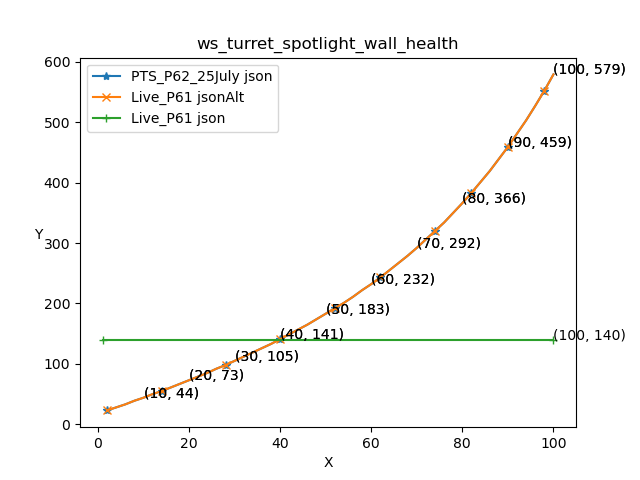 ws_turret_spotlight_wall_health
PTS_P62_25July json
Live_P61 jsonAlt
Live_P61 json
600
500
400
300
200
100
0
Y
(100, 579)
(90, 459)
(80, 366)
(70, 292)
(60, 232)
(50, 183)
(40, 141)
(100, 140)
(30, 105)
(20, 73)
(10, 44)
0 20 40 60 80 100
X